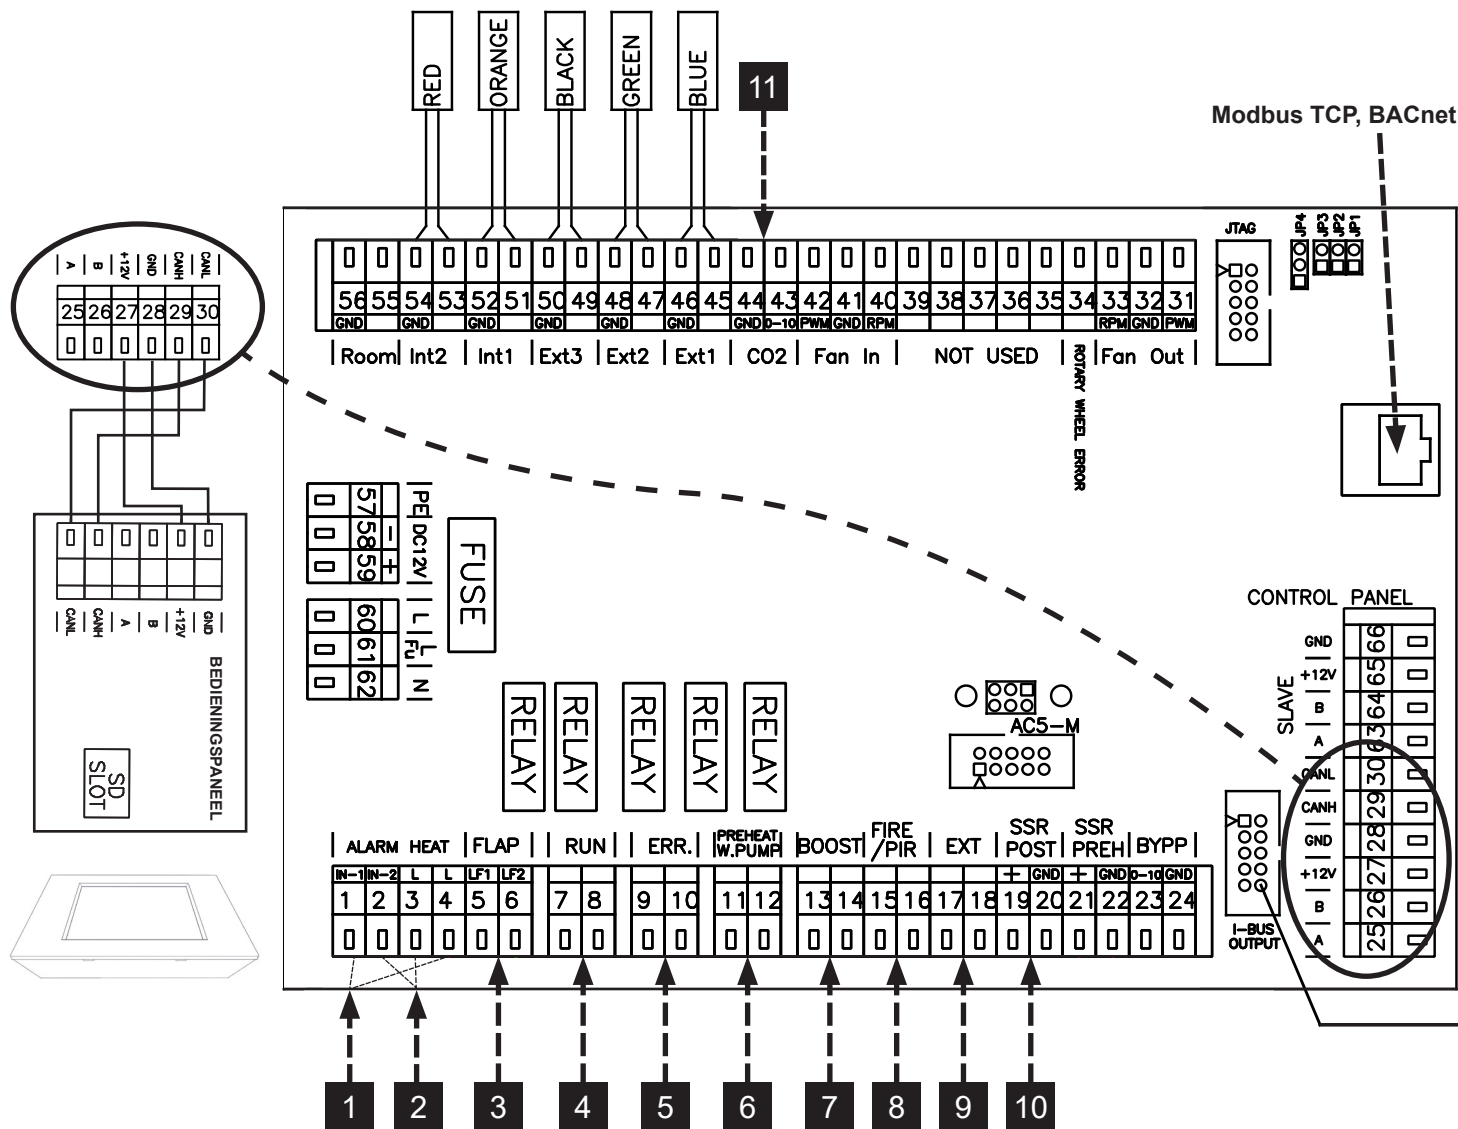 RED
ORANGE
BLACK
GREEN
BLUE
11
Modbus TCP, BACnet
JTAG
JP4
JP3
JP2
JP1
A B +12V GND CANH CANL
25 26 27 28 29 30
56 55 54 53 52 51 50 49 48 47 46 45 44 43 42 41 40 39 38 37 36 35 34 33 32 31
GND GND GND GND GND GND GND 0-10 PWM GND RPM RPM GND PWM
Room Int2 Int1 Ext3 Ext2 Ext1 CO2 Fan In NOT USED ROTARY WHEEL ERROR Fan Out
57 PE
58 - DC12V
59 +
60 L
61 L FU
62 N
FUSE
CANL CANH A B +12V GND
BEDIENINGSPANEEL
SD SLOT
RELAY
RELAY
RELAY
RELAY
RELAY
AC5-M
CONTROL PANEL
SLAVE
GND 66
+12V 65
B 64
A 63
CANL 30
CANH 29
GND 28
+12V 27
B 26
A 25
I-BUS
OUTPUT
ALARM HEAT FLAP RUN ERR. PREHEAT W.PUMP BOOST FIRE /PIR EXT SSR POST SSR PREH BYPP
IN-1 IN-2 L L LF1 LF2 + GND + GND 0-10 GND
1 2 3 4 5 6 7 8 9 10 11 12 13 14 15 16 17 18 19 20 21 22 23 24
1 2 3 4 5 6 7 8 9 10